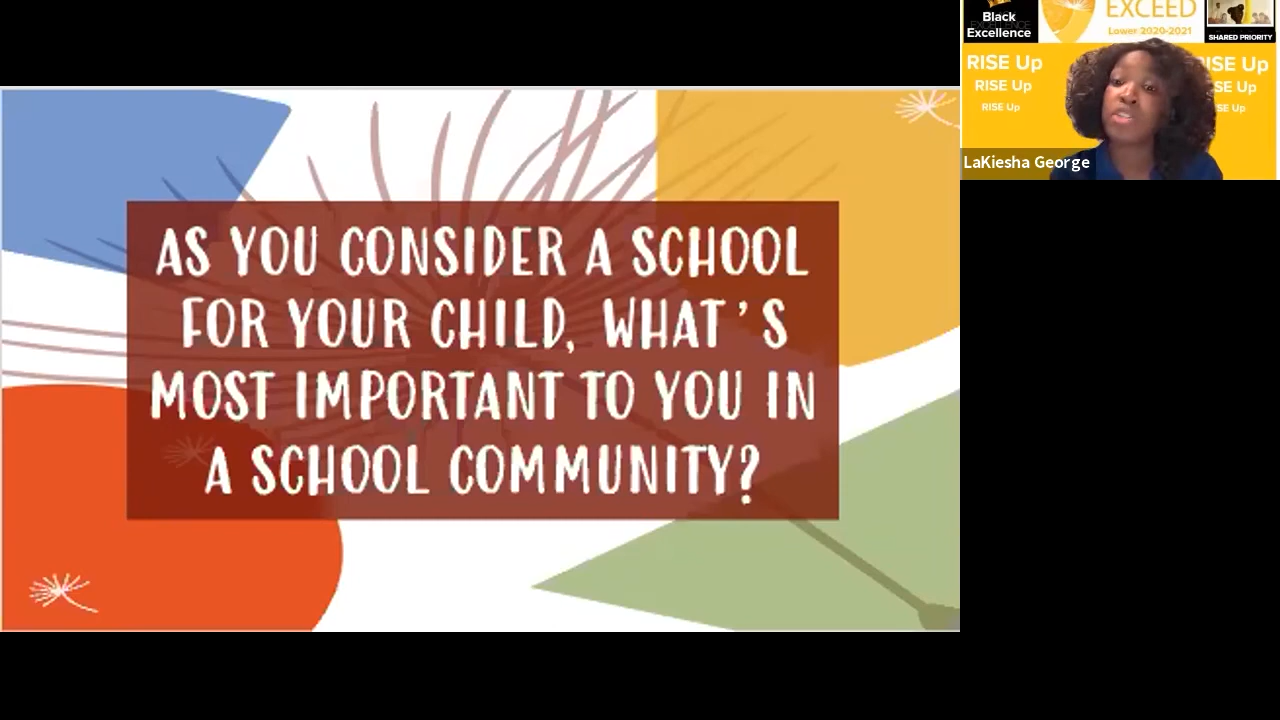 AS YOU CONSIDER A SCHOOL
FOR YOUR CHILD, WHAT'S
MOST IMPORTANT TO YOU IN
A SCHOOL COMMUNITY?
Black
Excellence
EXCEED
Lower 2020-2021
SHARED PRIORITY
RISE Up
RISE Up
RISE Up
RISE Up
SE Up
SE Up
LaKiesha George